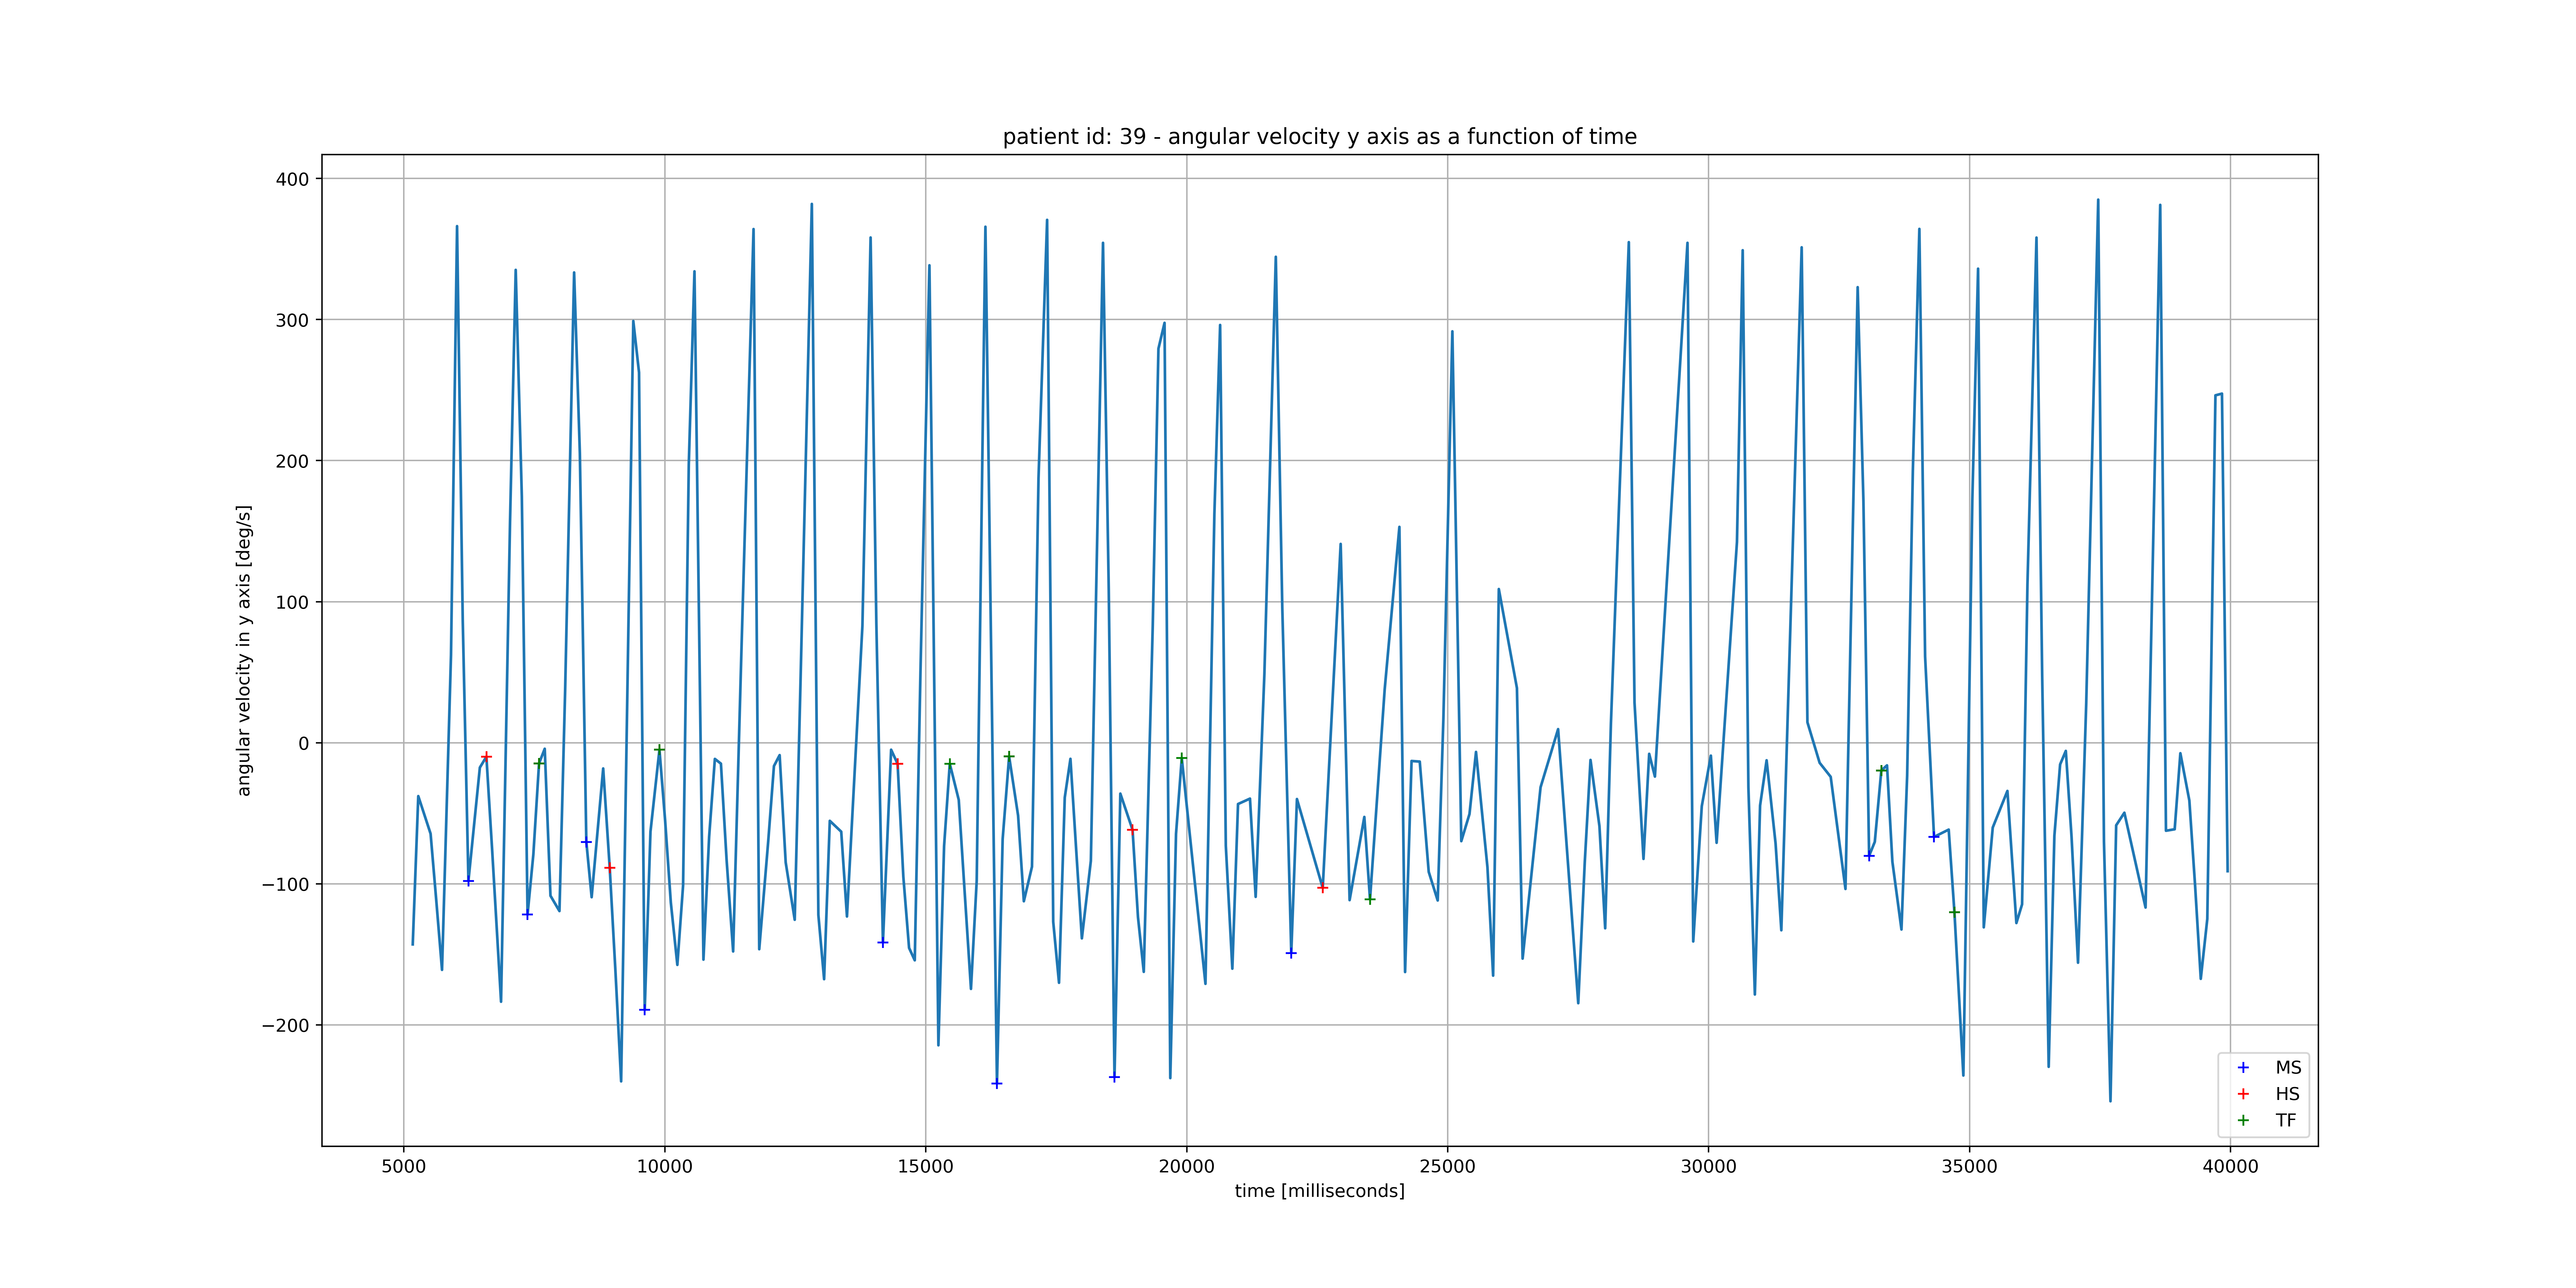 patient id: 39 - angular velocity y axis as a function of time
angular velocity in y axis [deg/s]
400
300
200
100
0
−100
−200
5000
10000
15000
20000
25000
30000
35000
40000
time [milliseconds]
MS
HS
TF